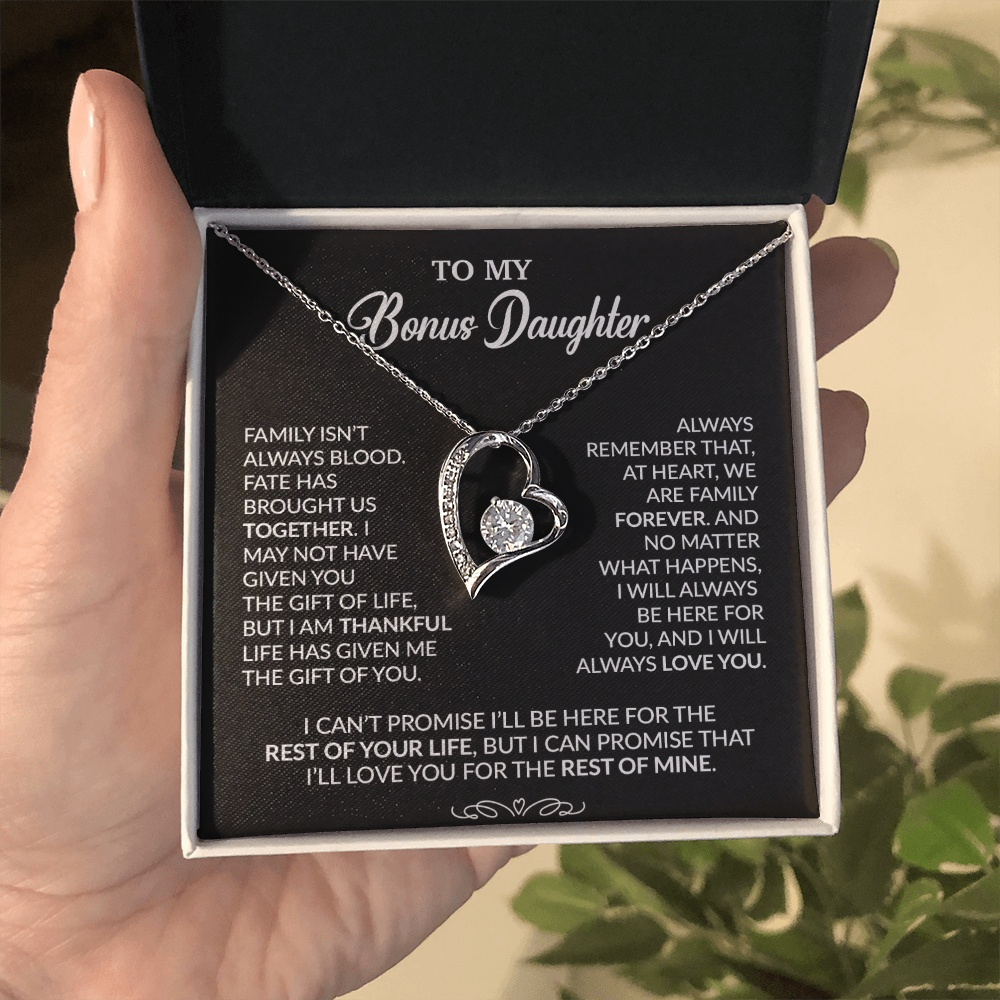 TO MY
Bonus Daughter
FAMILY ISN'T
ALWAYS BLOOD.
FATE HAS
BROUGHT US
TOGETHER. I
MAY NOT HAVE
GIVEN YOU
THE GIFT OF LIFE,
BUT I AM THANKFUL
LIFE HAS GIVEN ME
THE GIFT OF YOU.
ALWAYS
REMEMBER THAT,
AT HEART, WE
ARE FAMILY
FOREVER. AND
NO MATTER
WHAT HAPPENS,
I WILL ALWAYS
BE HERE FOR
YOU, AND I WILL
ALWAYS LOVE YOU.
I CAN'T PROMISE I'LL BE HERE FOR THE
REST OF YOUR LIFE, BUT I CAN PROMISE THAT
I'LL LOVE YOU FOR THE REST OF MINE.